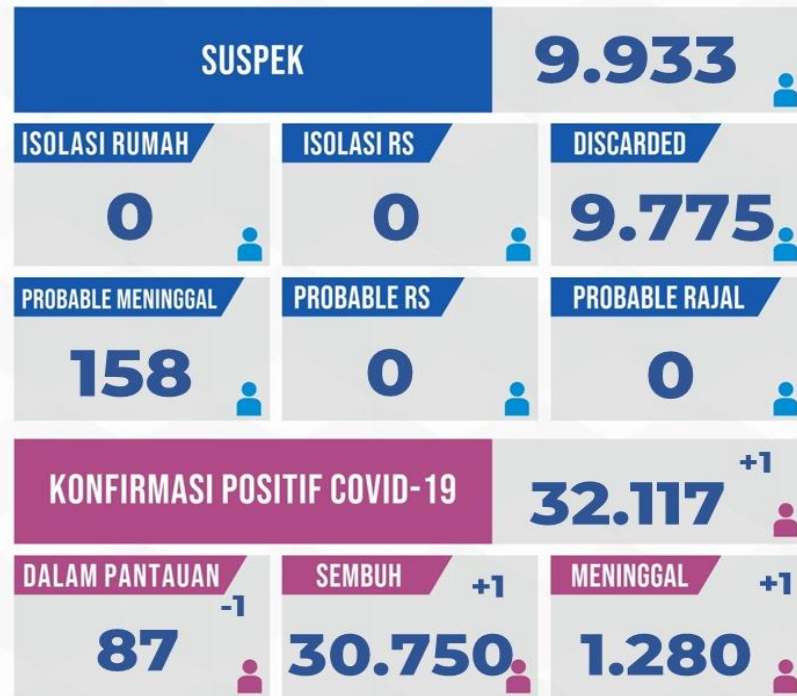 SUSPEK
9.933
ISOLASI RUMAH
ISOLASI RS
DISCARDED
0
0
9.775
PROBABLE MENINGGAL
PROBABLE RS
PROBABLE RAJAL
158
0
0
KONFIRMASI POSITIF COVID-19
32.117
+1
DALAM PANTAUAN
SEMBUH
MENINGGAL
-1
+1
+1
87
30.750
1.280